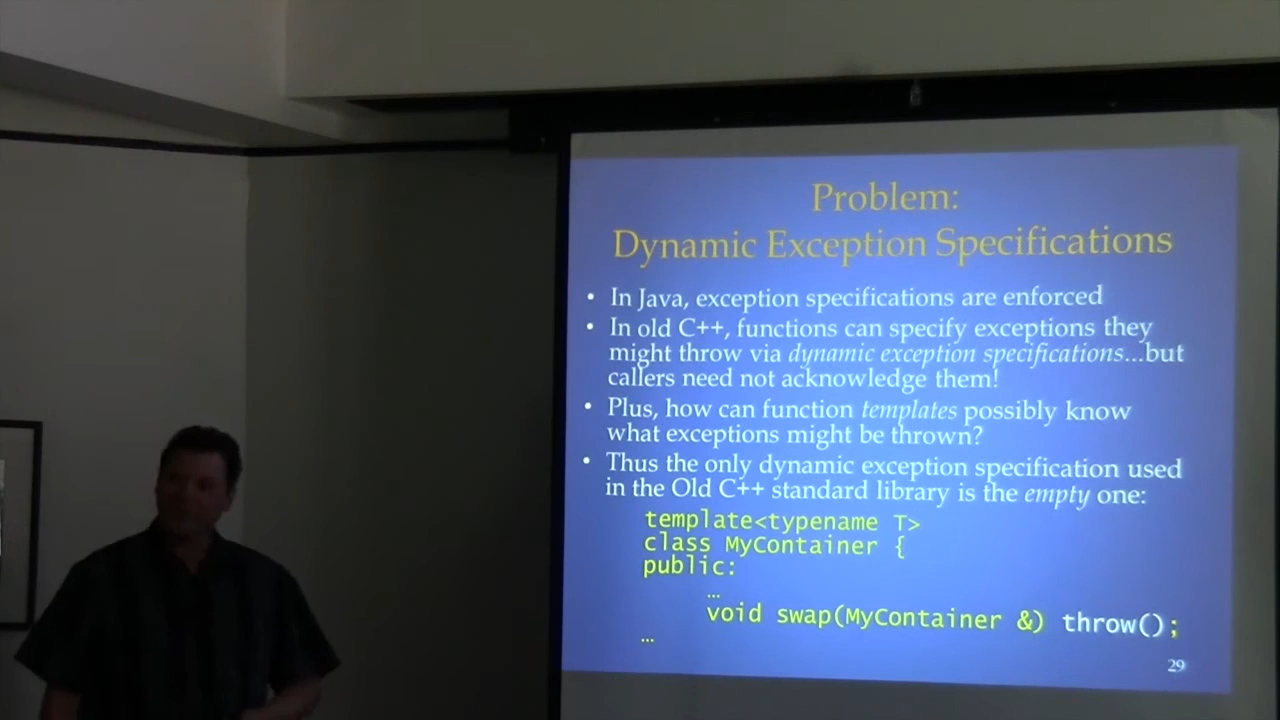 Problem:
Dynamic Exception Specifications
• In Java, exception specifications are enforced
• In old C++, functions can specify exceptions they
might throw via dynamic exception specifications...but
callers need not acknowledge them!
• Plus, how can function templates possibly know
what exceptions might be thrown?
• Thus the only dynamic exception specification used
in the Old C++ standard library is the empty one:
template<typename T>
class MyContainer {
public:
…
void swap(MyContainer &) throw();
…
29